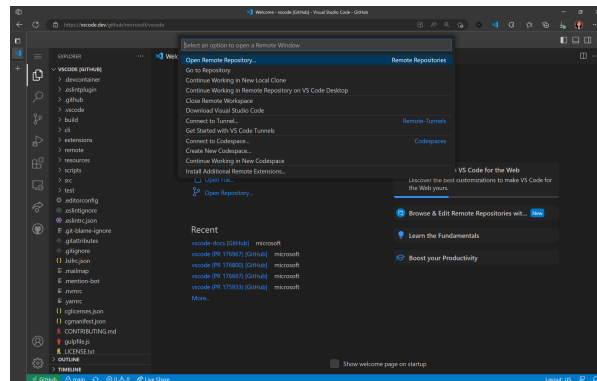 Welcome - vscode [GitHub] - Visual Studio Code - GitHub
https://vscode.dev/github/microsoft/vscode
Select an option to open a Remote Window
Open Remote Repository... Remote Repositories
Go to Repository
Continue Working in New Local Clone
Continue Working in Remote Repository on VS Code Desktop
Close Remote Workspace
Download Visual Studio Code
Connect to Tunnel... Remote-Tunnels
Get Started with VS Code Tunnels
Connect to Codespace... Codespaces
Create New Codespace...
Continue Working in New Codespace
Install Additional Remote Extensions...
EXPLORER
VSCODE [GITHUB]
.devcontainer
.eslintplugin
.github
.vscode
build
cli
extensions
remote
resources
scripts
src
test
.editorconfig
.eslintignore
.eslintrc.json
.git-blame-ignore
.gitattributes
.gitignore
.lsifrc.json
.mailmap
.mention-bot
.nvmrc
.yarnrc
cglicenses.json
cgmanifest.json
CONTRIBUTING.md
gulpfile.js
LICENSE.txt
OUTLINE
TIMELINE
Welc
Open File...
Open Repository...
Recent
vscode-docs [GitHub] microsoft
vscode (PR 176967) [GitHub] microsoft
vscode (PR 176800) [GitHub] microsoft
vscode (PR 176667) [GitHub] microsoft
vscode (PR 175933) [GitHub] microsoft
More...
VS Code for the Web
Discover the best customizations to make VS Code for
the Web yours.
Browse & Edit Remote Repositories wit... New
Learn the Fundamentals
Boost your Productivity
Show welcome page on startup
GitHub main 0 0 Live Share Layout: US